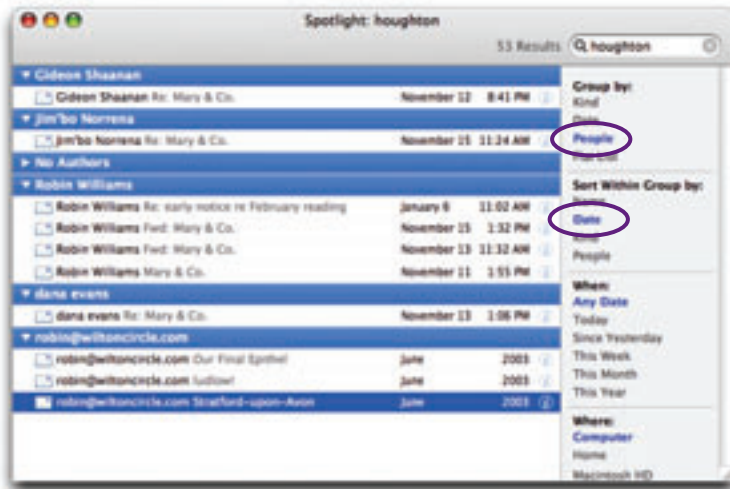 Spotlight: houghton
53 Results houghton
Gideon Shaanan
Gideon Shaanan Re: Mary & Co. November 12 8:41 PM
Jim'bo Norrena
Jim'bo Norrena Re: Mary & Co. November 15 11:24 AM
No Authors
Robin Williams
Robin Williams Re: early notice re February reading January 6 11:02 AM
Robin Williams Fwd: Mary & Co. November 15 1:32 PM
Robin Williams Fwd: Mary & Co. November 13 11:32 AM
Robin Williams Mary & Co. November 11 1:55 PM
dana evans
dana evans Re: Mary & Co. November 13 1:06 PM
robin@wiltoncircle.com
robin@wiltoncircle.com Our Final Epithe! June 2003
robin@wiltoncircle.com ludlow! June 2003
robin@wiltoncircle.com Stratford-upon-Avon June 2003
Group by:
Kind
Date
People
Flat List
Sort Within Group by:
Name
Date
Kind
People
When:
Any Date
Today
Since Yesterday
This Week
This Month
This Year
Where:
Computer
Home
Macintosh HD